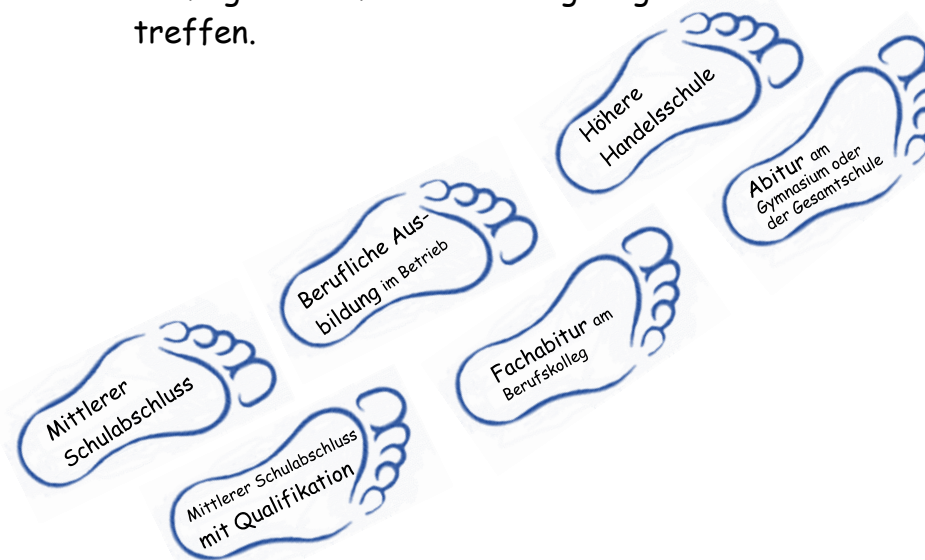 treffen.
Höhere
Handelsschule
Abitur am
Gymnasium oder
der Gesamtschule
Berufliche Aus-
bildung im Betrieb
Fachabitur am
Berufskolleg
Mittlerer
Schulabschluss
Mittlerer Schulabschluss
mit Qualifikation